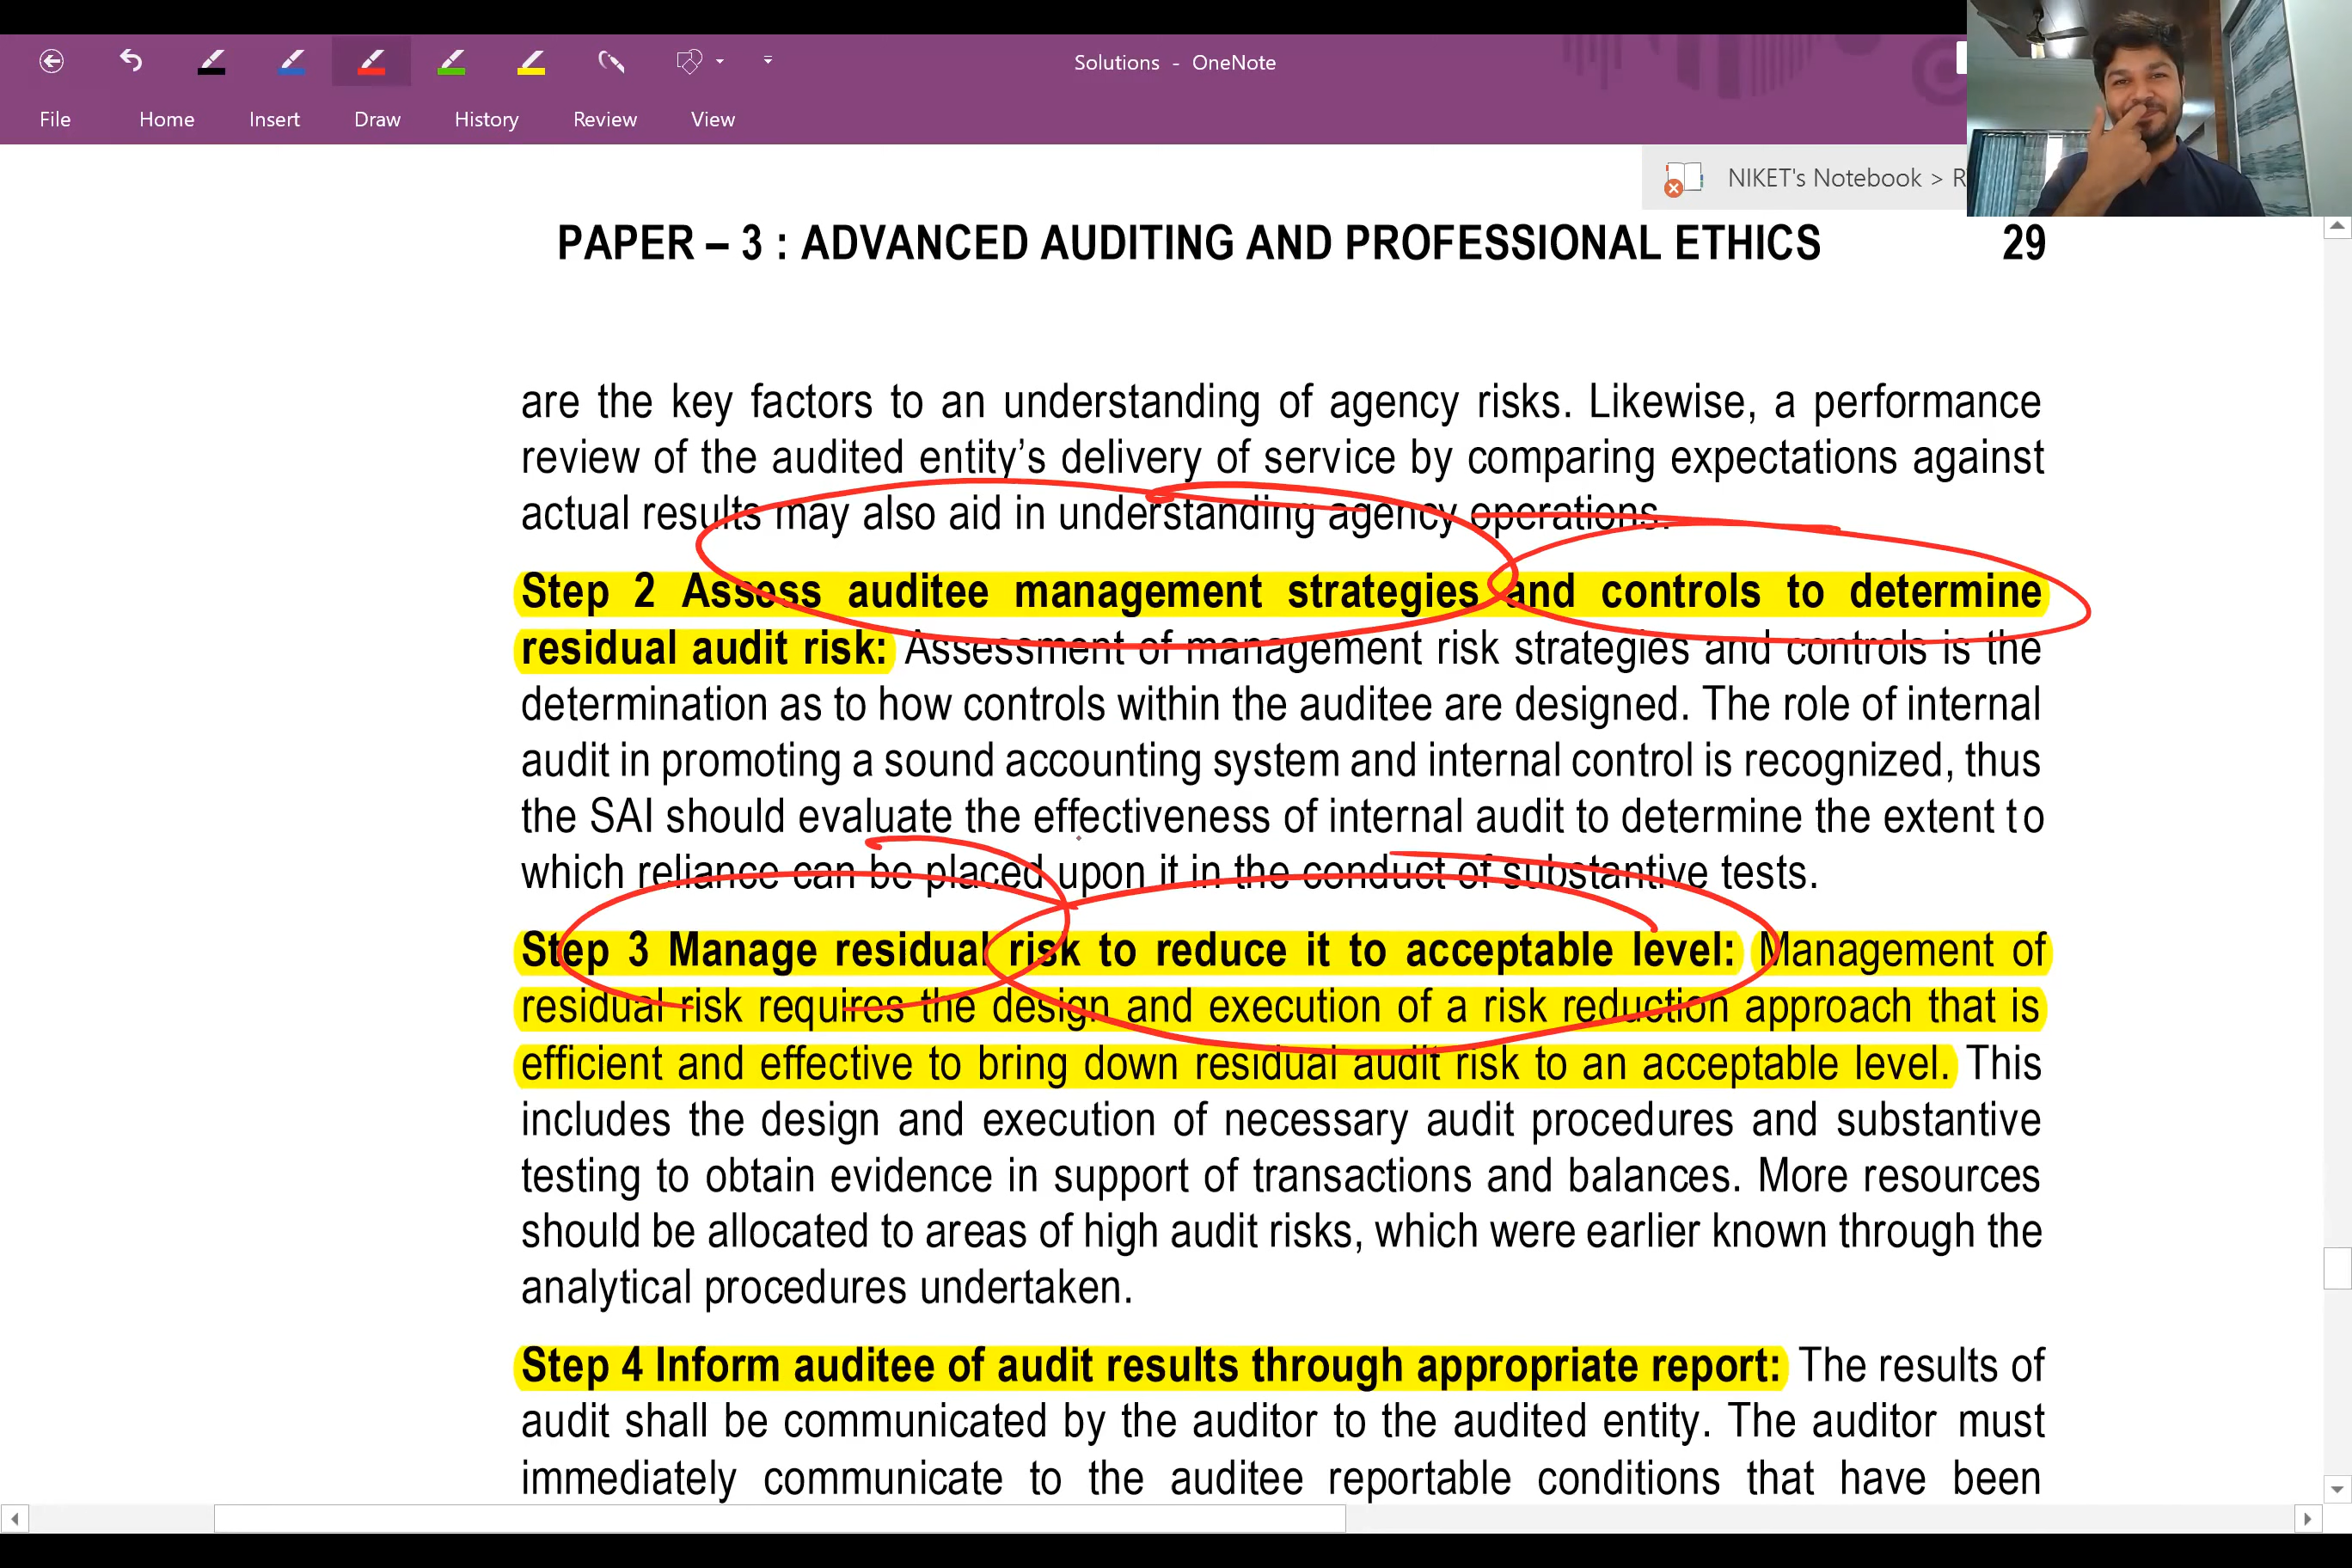 Solutions - OneNote
File Home Insert Draw History Review View
NIKET's Notebook > R
PAPER – 3 : ADVANCED AUDITING AND PROFESSIONAL ETHICS 29
are the key factors to an understanding of agency risks. Likewise, a performance
review of the audited entity’s delivery of service by comparing expectations against
actual results may also aid in understanding agency operations.
Step 2 Assess auditee management strategies and controls to determine
residual audit risk: Assessment of management risk strategies and controls is the
determination as to how controls within the auditee are designed. The role of internal
audit in promoting a sound accounting system and internal control is recognized, thus
the SAI should evaluate the effectiveness of internal audit to determine the extent to
which reliance can be placed upon it in the conduct of substantive tests.
Step 3 Manage residual risk to reduce it to acceptable level: Management of
residual risk requires the design and execution of a risk reduction approach that is
efficient and effective to bring down residual audit risk to an acceptable level. This
includes the design and execution of necessary audit procedures and substantive
testing to obtain evidence in support of transactions and balances. More resources
should be allocated to areas of high audit risks, which were earlier known through the
analytical procedures undertaken.
Step 4 Inform auditee of audit results through appropriate report: The results of
audit shall be communicated by the auditor to the audited entity. The auditor must
immediately communicate to the auditee reportable conditions that have been